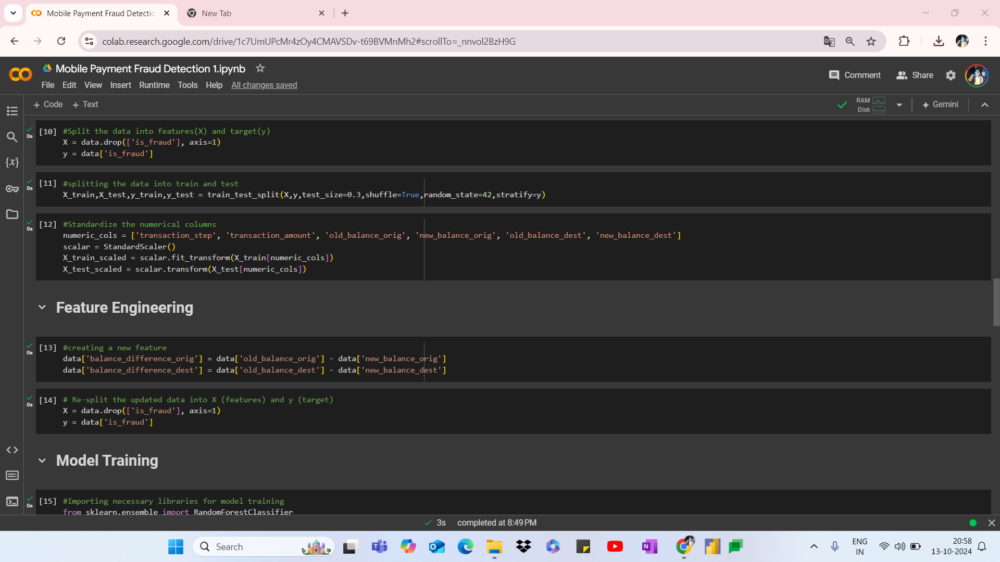 Mobile Payment Fraud Detectio
New Tab
colab.research.google.com/drive/1c7UmUPcMr4zOy4CMAVSDv-t69BVMnMh2#scrollTo=_nnvol2BzH9G
Mobile Payment Fraud Detection 1.ipynb
File Edit View Insert Runtime Tools Help All changes saved
Comment Share
+ Code + Text
RAM
Disk
Gemini
[10] #Split the data into features(X) and target(y)
0s
X = data.drop(['is_fraud'], axis=1)
y = data['is_fraud']
[11] #splitting the data into train and test
0s
X_train,X_test,y_train,y_test = train_test_split(X,y,test_size=0.3,shuffle=True,random_state=42,stratify=y)
[12] #Standardize the numerical columns
0s
numeric_cols = ['transaction_step', 'transaction_amount', 'old_balance_orig', 'new_balance_orig', 'old_balance_dest', 'new_balance_dest']
scalar = StandardScaler()
X_train_scaled = scalar.fit_transform(X_train[numeric_cols])
X_test_scaled = scalar.transform(X_test[numeric_cols])
Feature Engineering
[13] #creating a new feature
0s
data['balance_difference_orig'] = data['old_balance_orig'] - data['new_balance_orig']
data['balance_difference_dest'] = data['old_balance_dest'] - data['new_balance_dest']
[14] # Re-split the updated data into X (features) and y (target)
0s
X = data.drop(['is_fraud'], axis=1)
y = data['is_fraud']
Model Training
[15] #Importing necessary libraries for model training
0s
from sklearn.ensemble import RandomForestClassifier
3s completed at 8:49 PM
Search
ENG
IN
20:58
13-10-2024